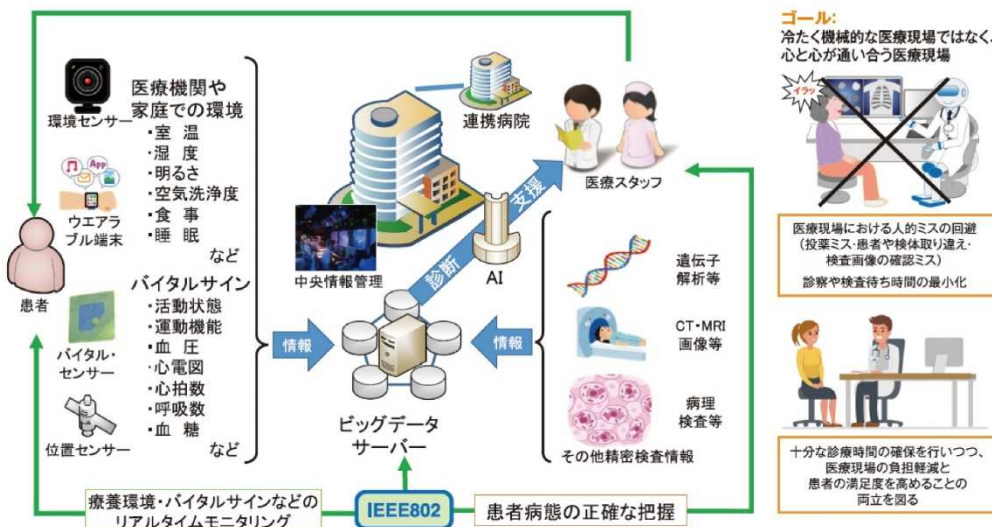 環境センサー
ウエアラ
ブル端末
患者
バイタル・
センサー
位置センサー
医療機関や
家庭での環境
・室 温
・湿 度
・明るさ
・空気洗浄度
・食 事
・睡 眠
など
バイタルサイン
・活動状態
・運動機能
・血 圧
・心電図
・心拍数
・呼吸数
・血 糖
など
情報
中央情報管理
連携病院
医療スタッフ
支援
AI
診断
ビッグデータ
サーバー
情報
遺伝子
解析等
CT・MRI
画像等
病理
検査等
その他精密検査情報
療養環境・バイタルサインなどの
リアルタイムモニタリング
IEEE802
患者病態の正確な把握
ゴール:
冷たく機械的な医療現場ではなく、
心と心が通い合う医療現場
イラッ
医療現場における人的ミスの回避
(投薬ミス・患者や検体取り違え・
検査画像の確認ミス)
診察や検査待ち時間の最小化
十分な診療時間の確保を行いつつ、
医療現場の負担軽減と
患者の満足度を高めることの
両立を図る